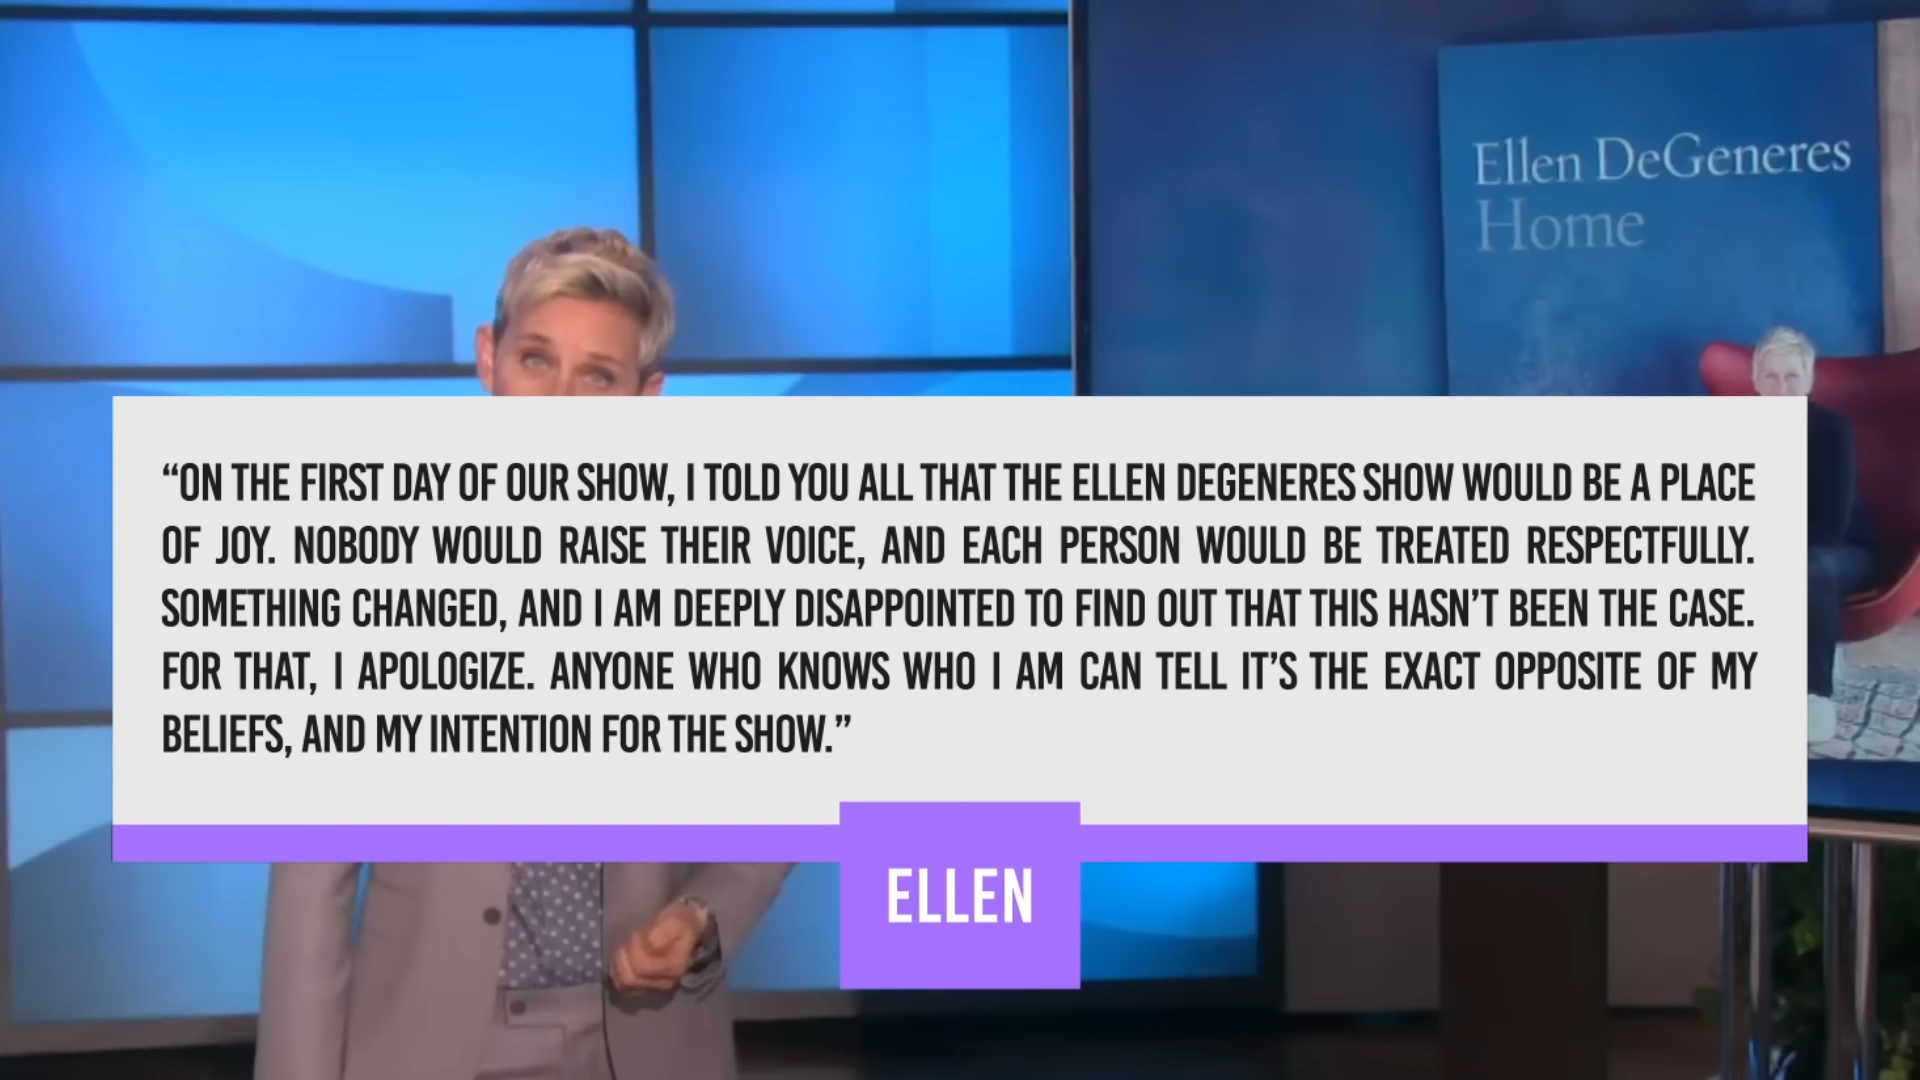 Ellen DeGeneres
Home
“ON THE FIRST DAY OF OUR SHOW, I TOLD YOU ALL THAT THE ELLEN DEGENERES SHOW WOULD BE A PLACE
OF JOY. NOBODY WOULD RAISE THEIR VOICE, AND EACH PERSON WOULD BE TREATED RESPECTFULLY.
SOMETHING CHANGED, AND I AM DEEPLY DISAPPOINTED TO FIND OUT THAT THIS HASN’T BEEN THE CASE.
FOR THAT, I APOLOGIZE. ANYONE WHO KNOWS WHO I AM CAN TELL IT’S THE EXACT OPPOSITE OF MY
BELIEFS, AND MY INTENTION FOR THE SHOW.”
ELLEN